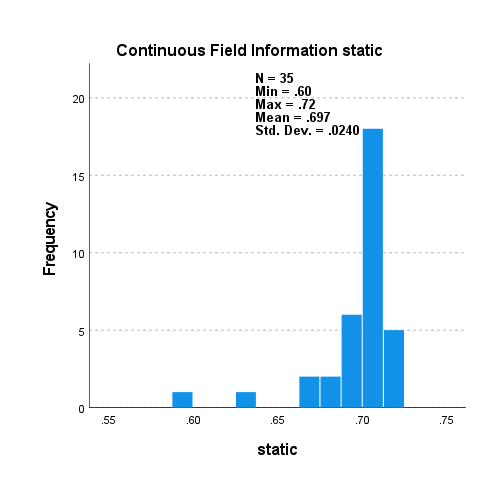 Continuous Field Information static
N = 35
Min = .60
Max = .72
Mean = .697
Std. Dev. = .0240
20
15
10
5
0
Frequency
.55 .60 .65 .70 .75
static